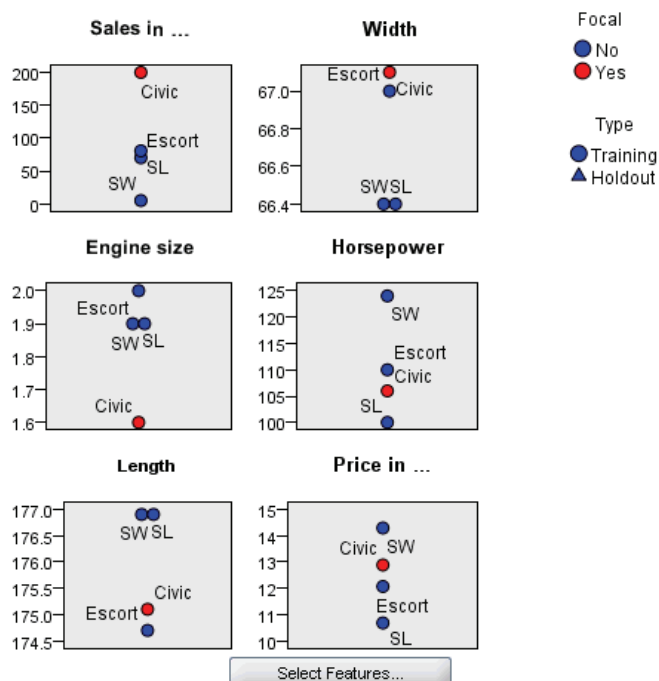 Sales in ...
200
150
100
50
0
Civic
Escort
SL
SW
Width
67.0
66.8
66.6
66.4
Escort
Civic
SW SL
Focal
No
Yes
Type
Training
Holdout
Engine size
2.0
1.9
1.8
1.7
1.6
Escort
SW SL
Civic
Horsepower
125
120
115
110
105
100
SW
Escort
Civic
SL
Length
177.0
176.5
176.0
175.5
175.0
174.5
SW SL
Civic
Escort
Price in ...
15
14
13
12
11
10
Civic SW
Escort
SL
Select Features...